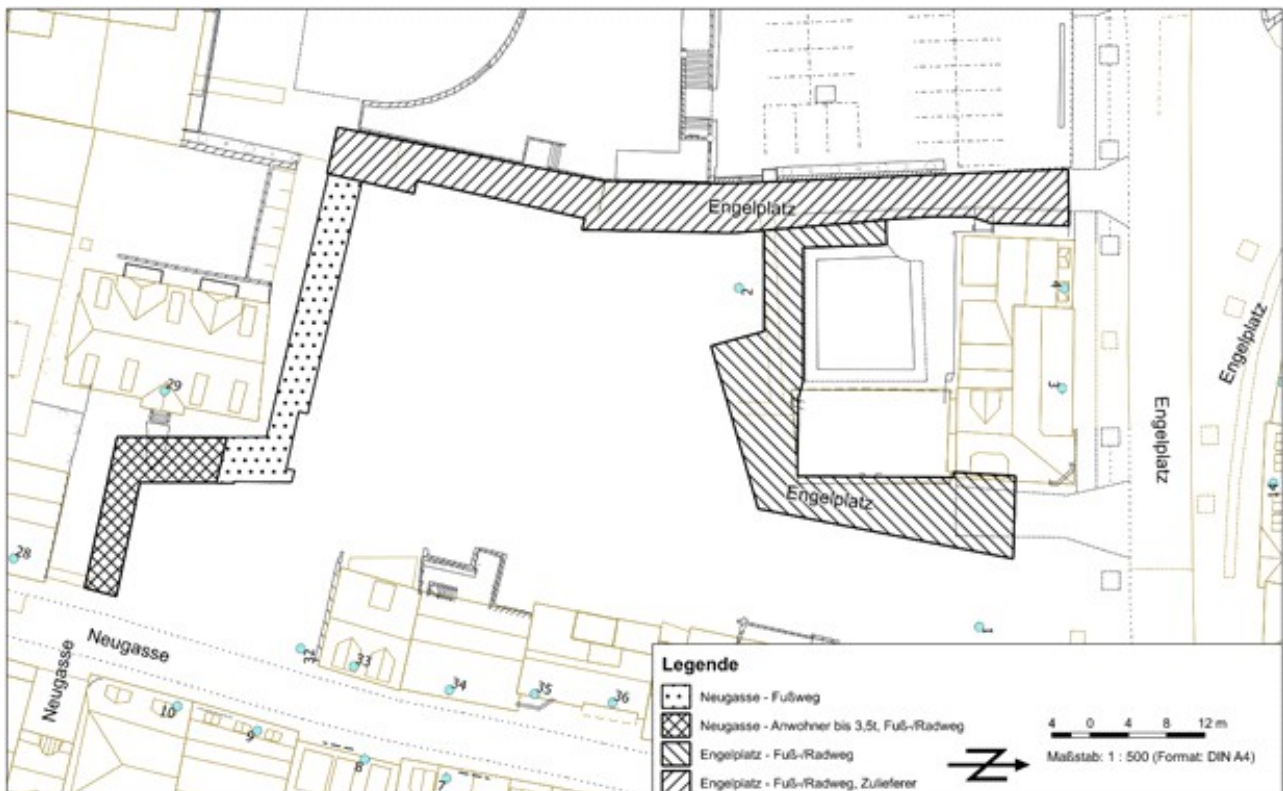 Engelplatz
2
4
3
Engelplatz
Engelplatz
Engelplatz
29
28
Neugasse
Neugasse
32
33
34
35
36
1
10
9
8
7
Legende
Neugasse - Fußweg
Neugasse - Anwohner bis 3,5t, Fuß-/Radweg
Engelplatz - Fuß-/Radweg
Engelplatz - Fuß-/Radweg, Zulieferer
4 0 4 8 12 m
Maßstab: 1 : 500 (Format: DIN A4)